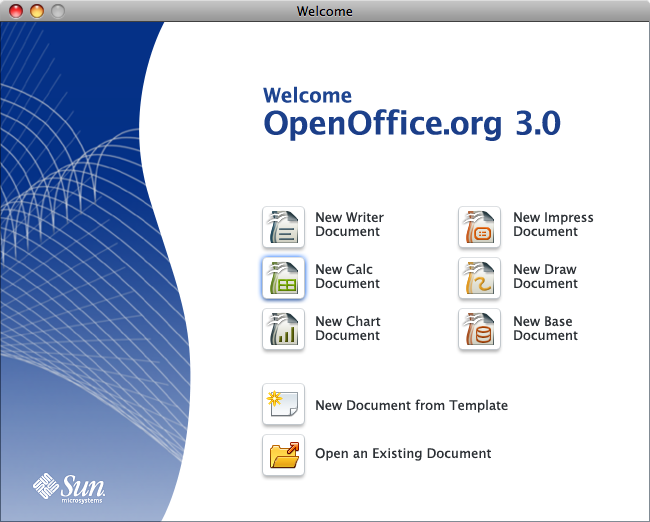 Welcome
Welcome
OpenOffice.org 3.0
New Writer
Document
New Impress
Document
New Calc
Document
New Draw
Document
New Chart
Document
New Base
Document
New Document from Template
Open an Existing Document
Sun
microsystems